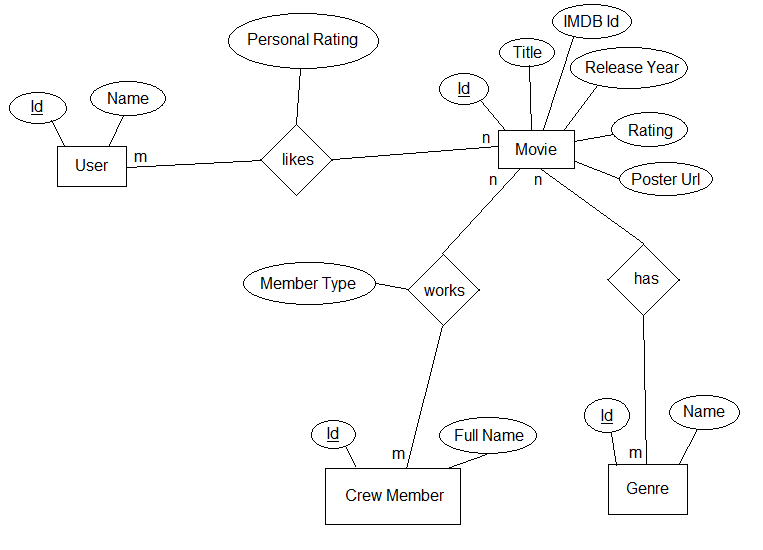 IMDB Id
Personal Rating
Title
Release Year
Id
Name
Id
Rating
n
Movie
m
likes
User
n
n
Poster Url
has
Member Type
works
Id
Name
Id
Full Name
m
m
Crew Member
Genre